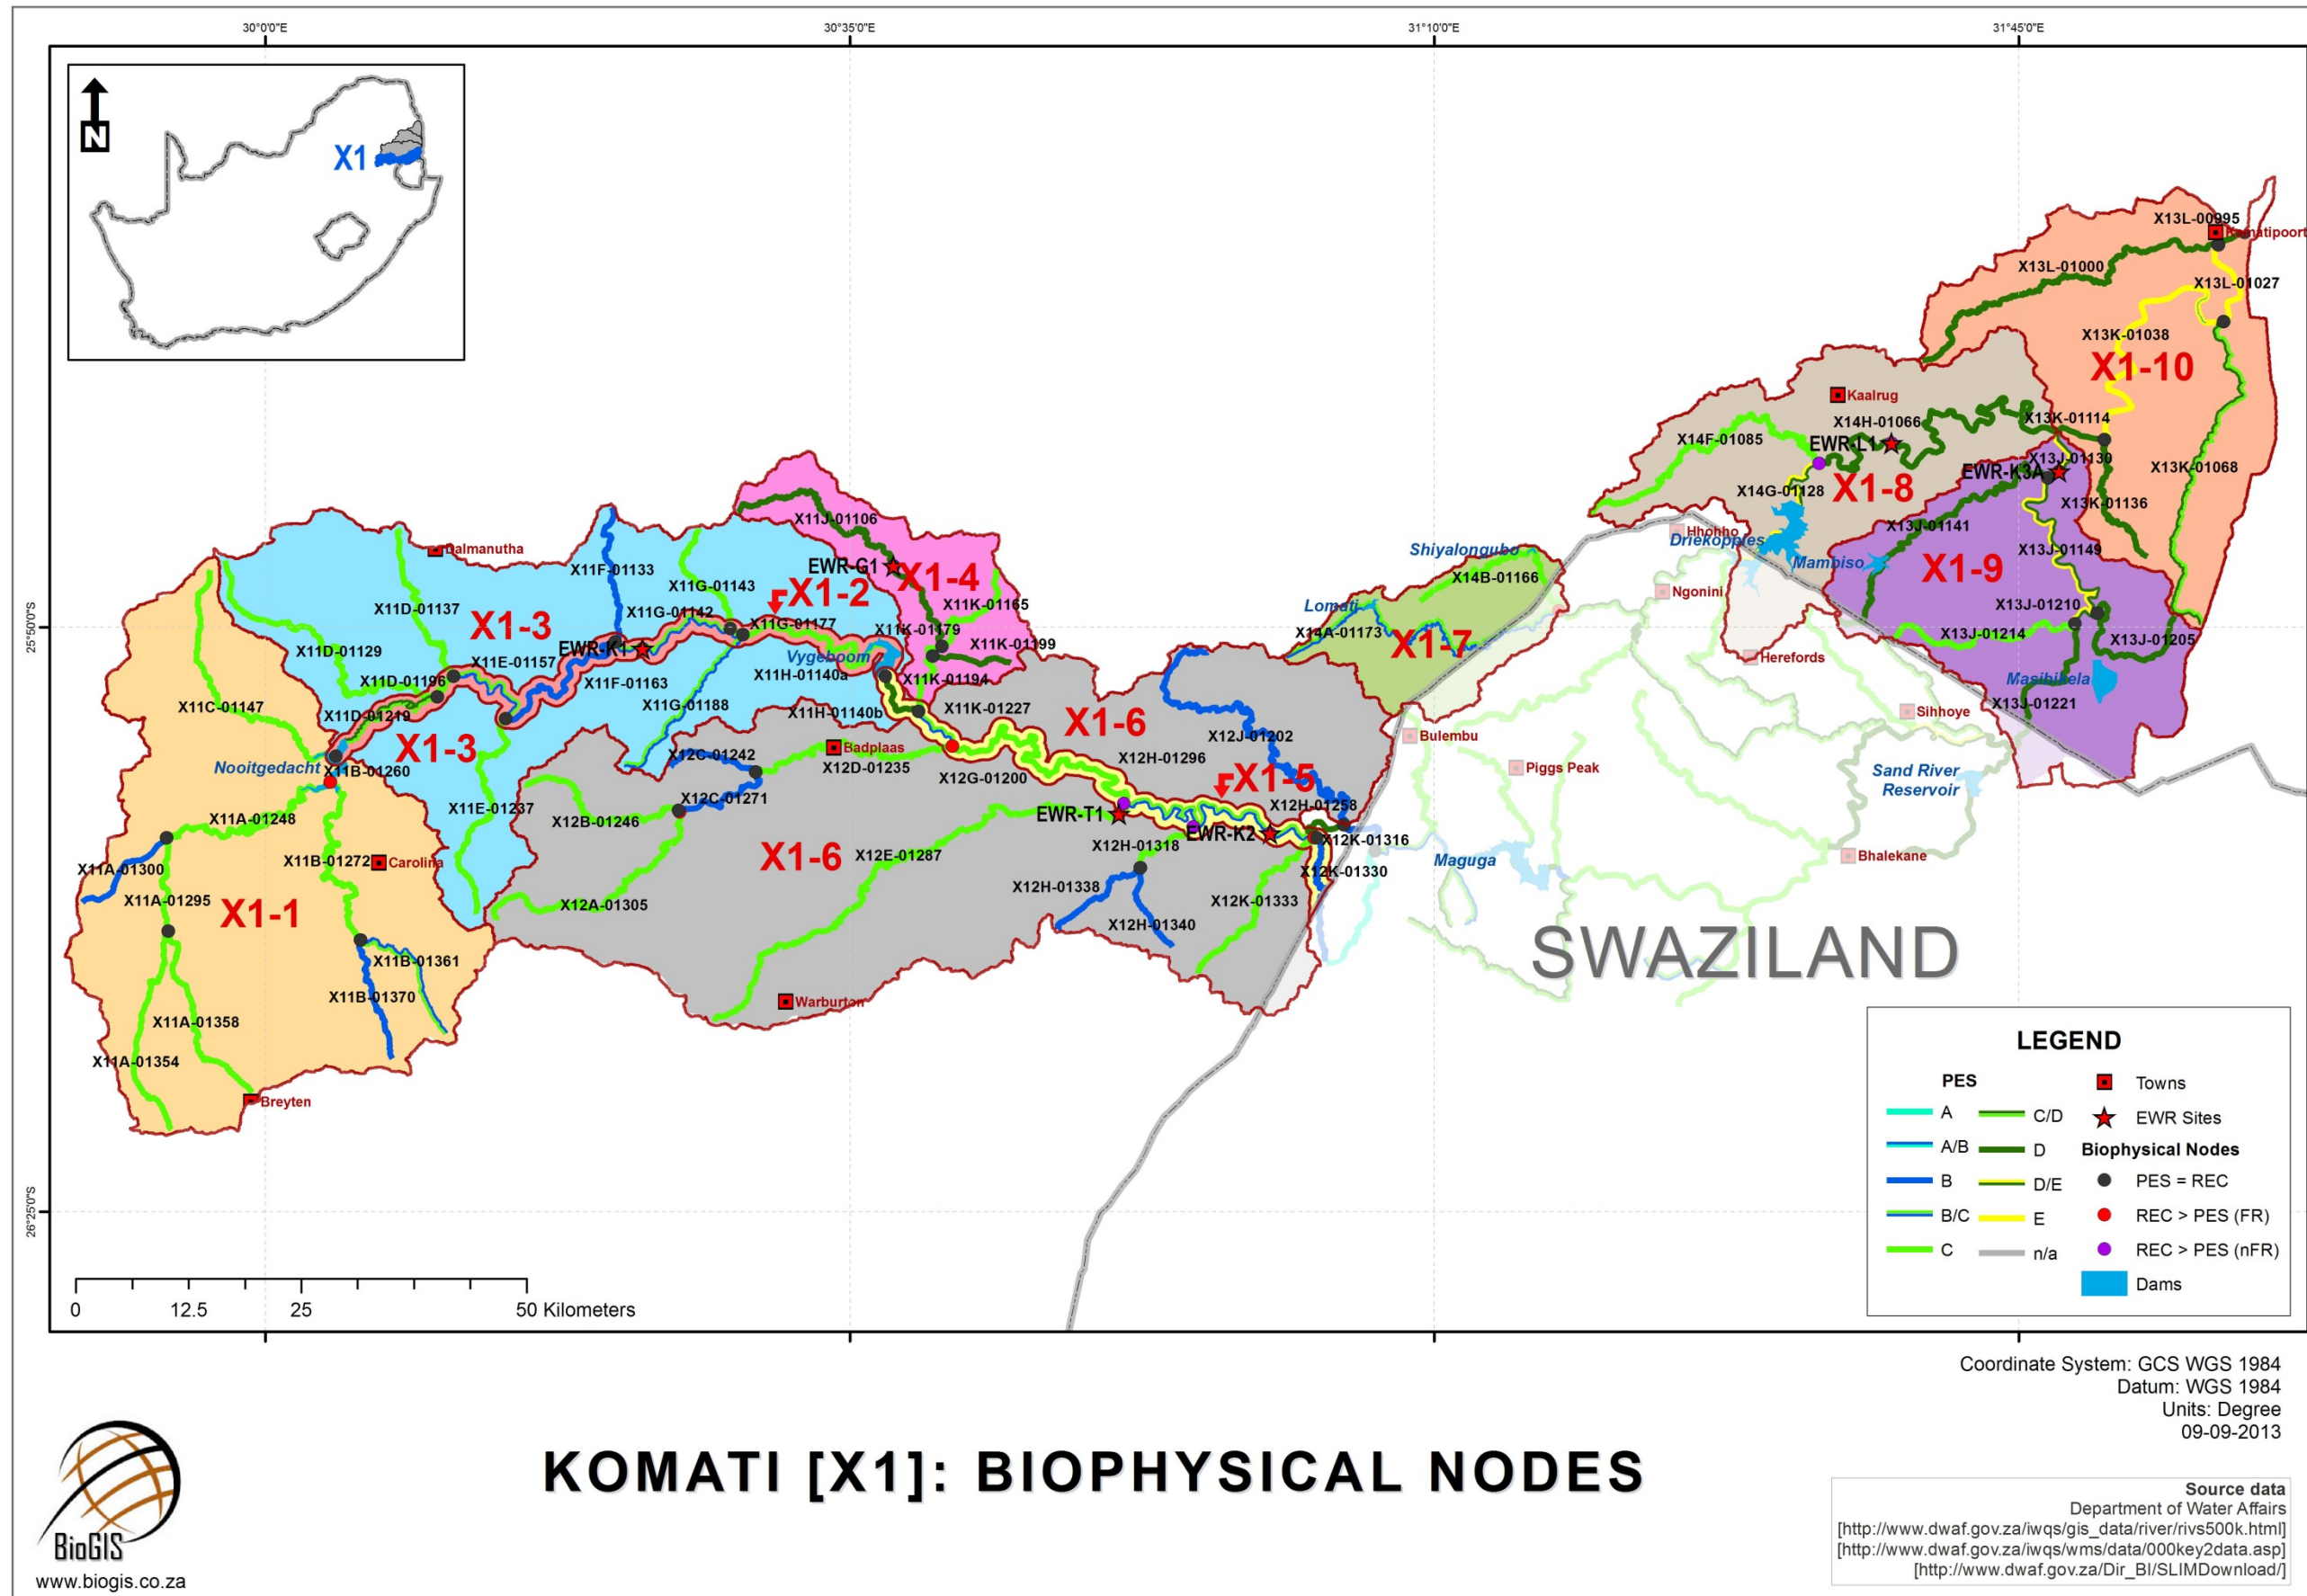 30°0'0"E
30°35'0"E
31°10'0"E
31°45'0"E
N
X1
X13L-00995
Komatipoort
X13L-01000
X13L-01027
X13K-01038
X1-10
Kaalrug
X14H-01066
X13K-01114
X14F-01085
EWR-L1
X13J-01130
X13K-01068
EWR-K3A
X14G-01128
X1-8
X13K-01136
X11J-01106
X13J-01141
Hhohho
Driekoppies
X13J-01149
Dalmanutha
Shiyalongubo
Mambiso
X1-9
EWR-G1
X1-4
X14B-01166
X11F-01133
X11G-01143
X1-2
Ngonini
X11K-01165
X13J-01210
Lomati
X11D-01137
X11G-01142
25°50'0"S
X1-3
X11G-01177
X11K-01179
X14A-01173
X1-7
X13J-01214
X13J-01205
X11K-01199
EWR-K1
X11D-01129
Vygeboom
Herefords
X11E-01157
X11H-01140a
X11D-01196
X11F-01163
X11K-01194
Masibikela
X11C-01147
X11G-01188
X11K-01227
X13J-01221
X11D-01219
X11H-01140b
Sihhoye
X1-6
X1-3
Badplaas
X12J-01202
Bulembu
X12C-01242
X12H-01296
Nooitgedacht
X11B-01260
X12D-01235
X12G-01200
X1-5
Piggs Peak
Sand River
Reservoir
X12C-01271
X11E-01237
X12H-01258
X11A-01248
X12B-01246
EWR-T1
EWR-K2
X12K-01316
X12H-01318
X1-6
X12E-01287
Bhalekane
X11B-01272
Carolina
Maguga
X11A-01300
X12K-01330
X12H-01338
X11A-01295
X12A-01305
X12K-01333
X1-1
X12H-01340
SWAZILAND
X11B-01361
X11B-01370
Warburton
X11A-01358
X11A-01354
Breyten
26°25'0"S
LEGEND
PES
A
A/B
B
B/C
C
C/D
D
D/E
E
n/a
Towns
EWR Sites
Biophysical Nodes
PES = REC
REC > PES (FR)
REC > PES (nFR)
Dams
0 12.5 25 50 Kilometers
Coordinate System: GCS WGS 1984
Datum: WGS 1984
Units: Degree
09-09-2013
KOMATI [X1]: BIOPHYSICAL NODES
BioGIS
www.biogis.co.za
Source data
Department of Water Affairs
[http://www.dwaf.gov.za/iwqs/gis_data/river/rivs500k.html]
[http://www.dwaf.gov.za/iwqs/wms/data/000key2data.asp]
[http://www.dwaf.gov.za/Dir_BI/SLIMDownload/]